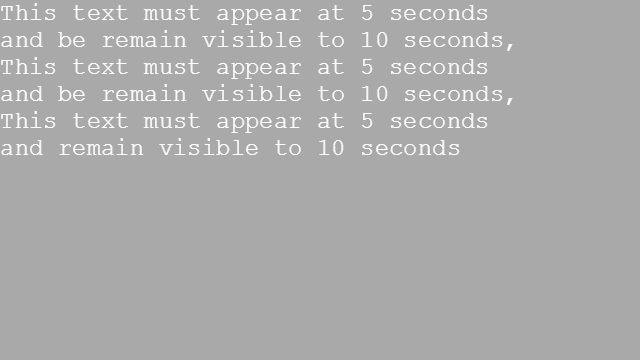 This text must appear at 5 seconds
and be remain visible to 10 seconds,
This text must appear at 5 seconds
and be remain visible to 10 seconds,
This text must appear at 5 seconds
and remain visible to 10 seconds